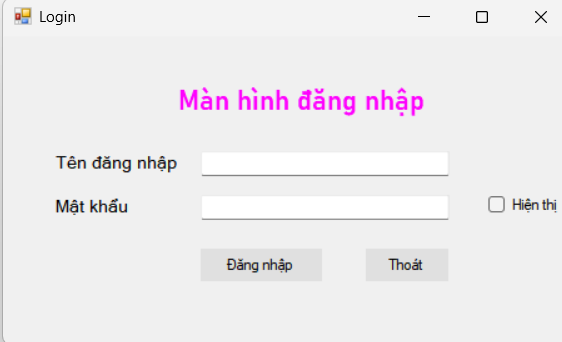 Login
Màn hình đăng nhập
Tên đăng nhập
Mật khẩu
Hiện thị
Đăng nhập
Thoát